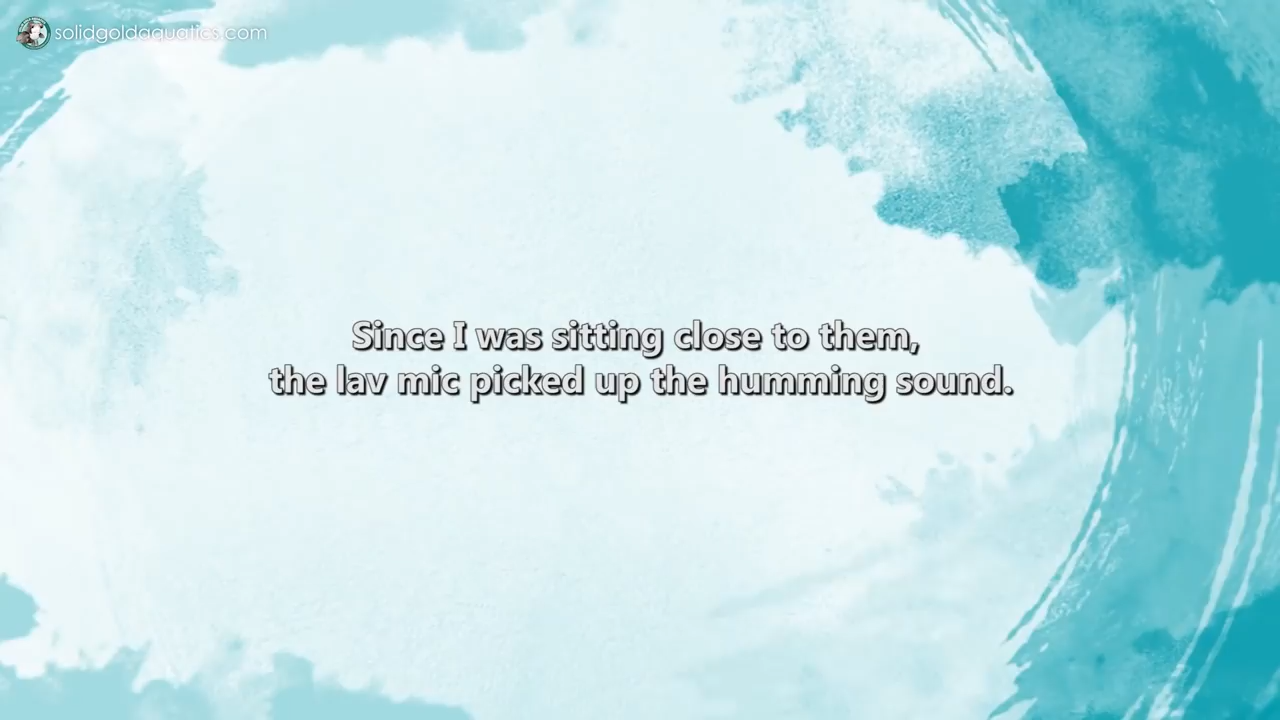 solidgoldaquatics.com
Since I was sitting close to them,
the lav mic picked up the humming sound.